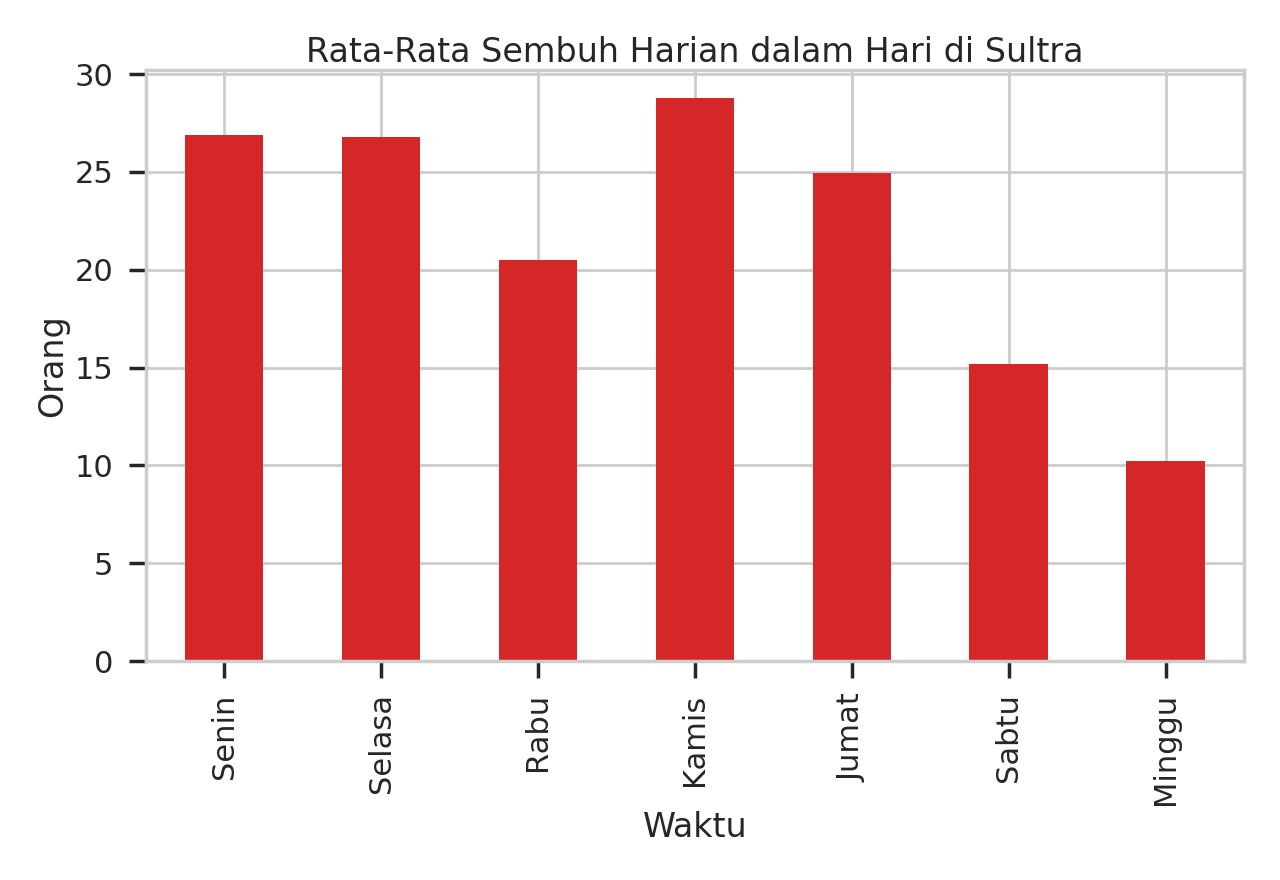 Rata-Rata Sembuh Harian dalam Hari di Sultra
30
25
20
15
10
5
0
Orang
Senin
Selasa
Rabu
Kamis
Jumat
Sabtu
Minggu
Waktu